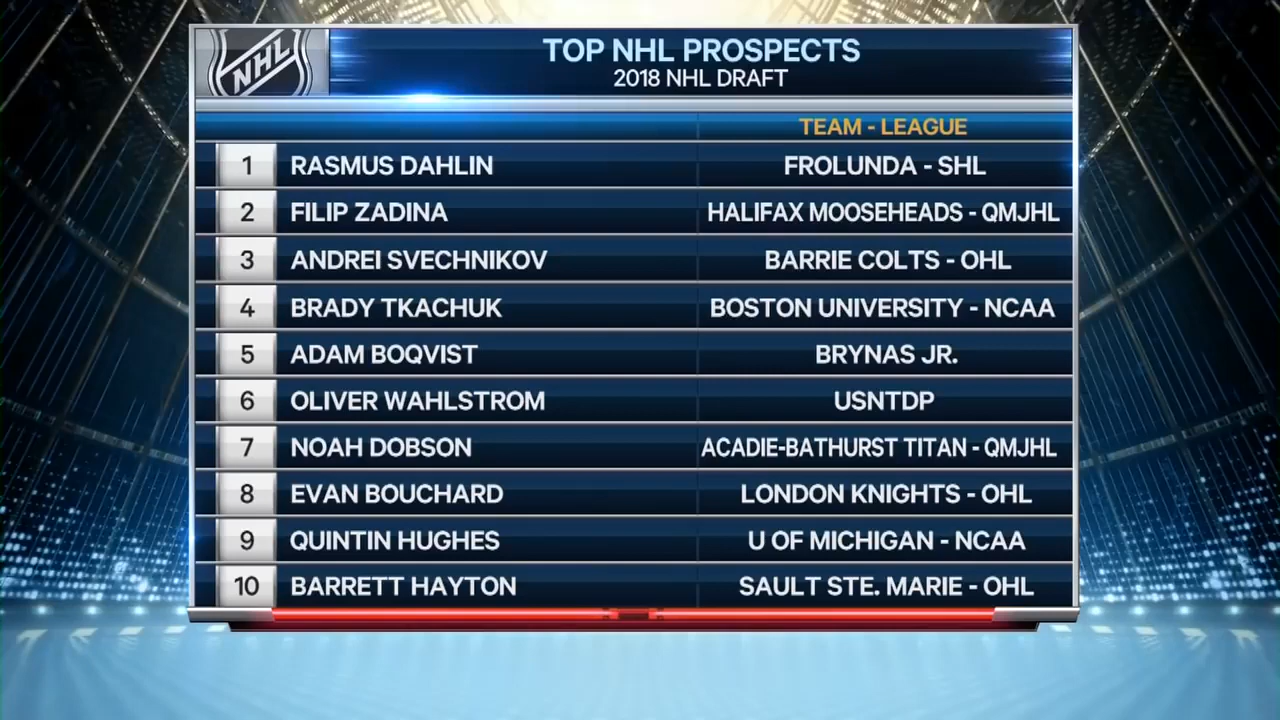 NHL
TOP NHL PROSPECTS
2018 NHL DRAFT
TEAM - LEAGUE
1 RASMUS DAHLIN FROLUNDA - SHL
2 FILIP ZADINA HALIFAX MOOSEHEADS - QMJHL
3 ANDREI SVECHNIKOV BARRIE COLTS - OHL
4 BRADY TKACHUK BOSTON UNIVERSITY - NCAA
5 ADAM BOQVIST BRYNAS JR.
6 OLIVER WAHLSTROM USNTDP
7 NOAH DOBSON ACADIE-BATHURST TITAN - QMJHL
8 EVAN BOUCHARD LONDON KNIGHTS - OHL
9 QUINTIN HUGHES U OF MICHIGAN - NCAA
10 BARRETT HAYTON SAULT STE. MARIE - OHL